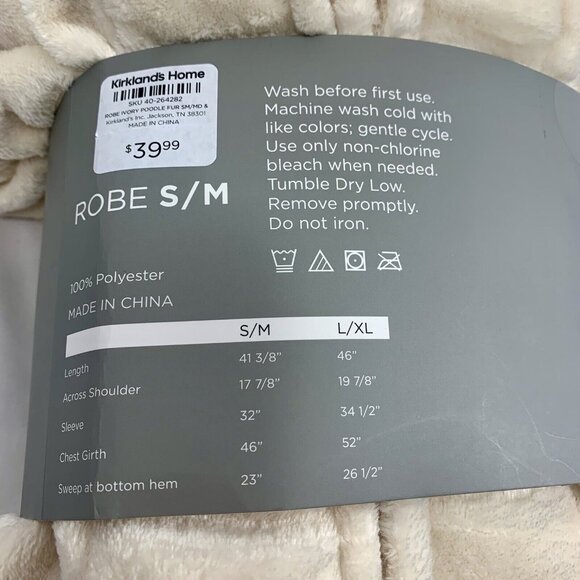 Kirkland's Home
SKU 40-264282
ROBE IVORY POODLE FUR SM/MD &
Kirkland's Inc. Jackson, TN 38301
MADE IN CHINA
$39.99
ROBE S/M
Wash before first use.
Machine wash cold with
like colors; gentle cycle.
Use only non-chlorine
bleach when needed.
Tumble Dry Low.
Remove promptly.
Do not iron.
100% Polyester
MADE IN CHINA
S/M L/XL
Length 41 3/8" 46"
Across Shoulder 17 7/8" 19 7/8"
Sleeve 32" 34 1/2"
Chest Girth 46" 52"
Sweep at bottom hem 23" 26 1/2"